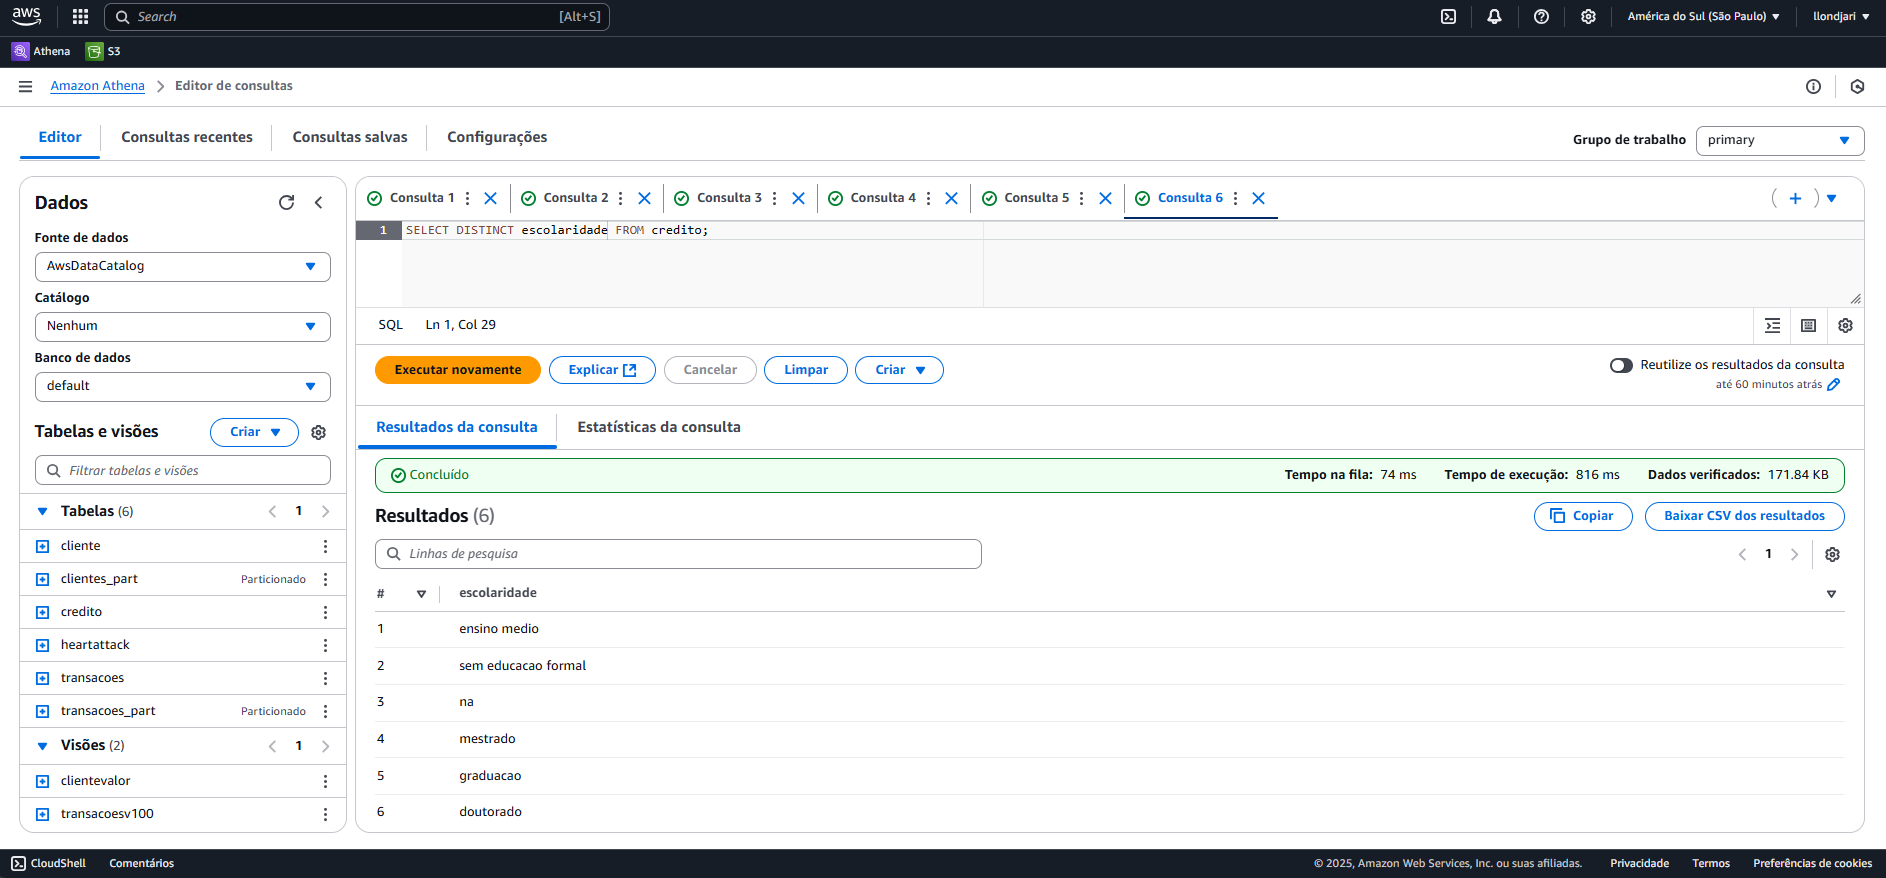 aws
Search [Alt+S]
América do Sul (São Paulo)
llondjari
Athena
S3
Amazon Athena
Editor de consultas
Editor
Consultas recentes
Consultas salvas
Configurações
Grupo de trabalho
primary
Dados
Fonte de dados
AwsDataCatalog
Catálogo
Nenhum
Banco de dados
default
Tabelas e visões
Criar
Filtrar tabelas e visões
Tabelas (6)
1
cliente
clientes_part Particionado
credito
heartattack
transacoes
transacoes_part Particionado
Visões (2)
1
clientevalor
transacoesv100
Consulta 1
Consulta 2
Consulta 3
Consulta 4
Consulta 5
Consulta 6
1 SELECT DISTINCT escolaridade FROM credito;
SQL Ln 1, Col 29
Executar novamente
Explicar
Cancelar
Limpar
Criar
Reutilize os resultados da consulta
até 60 minutos atrás
Resultados da consulta
Estatísticas da consulta
Concluído
Tempo na fila: 74 ms
Tempo de execução: 816 ms
Dados verificados: 171.84 KB
Resultados (6)
Copiar
Baixar CSV dos resultados
Linhas de pesquisa
1
# escolaridade
1 ensino medio
2 sem educacao formal
3 na
4 mestrado
5 graduacao
6 doutorado
CloudShell
Comentários
© 2025, Amazon Web Services, Inc. ou suas afiliadas.
Privacidade
Termos
Preferências de cookies